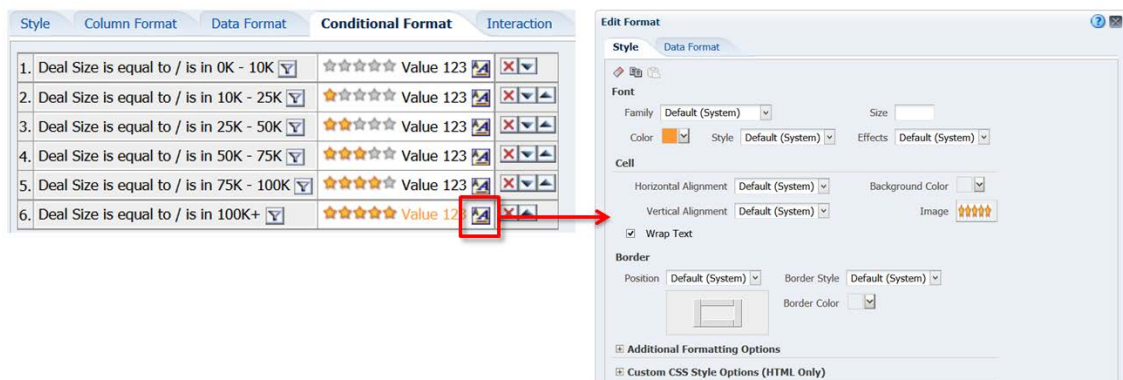 Style Column Format Data Format Conditional Format Interaction
1. Deal Size is equal to / is in 0K - 10K Value 123
2. Deal Size is equal to / is in 10K - 25K Value 123
3. Deal Size is equal to / is in 25K - 50K Value 123
4. Deal Size is equal to / is in 50K - 75K Value 123
5. Deal Size is equal to / is in 75K - 100K Value 123
6. Deal Size is equal to / is in 100K+ Value 123
Edit Format
Style Data Format
Font
Family Default (System) Size
Color Style Default (System) Effects Default (System)
Cell
Horizontal Alignment Default (System) Background Color
Vertical Alignment Default (System) Image
Wrap Text
Border
Position Default (System) Border Style Default (System)
Border Color
Additional Formatting Options
Custom CSS Style Options (HTML Only)